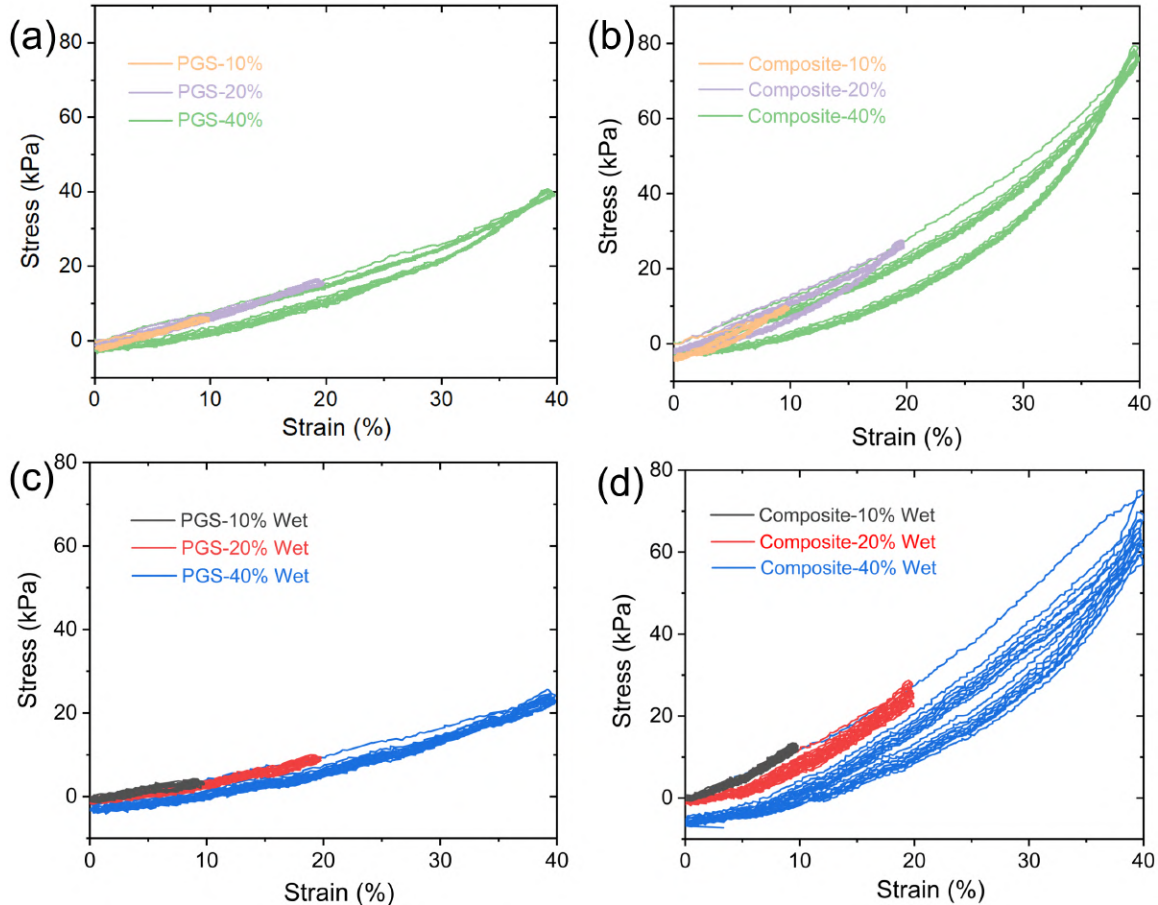 (a)
80
60
40
20
0
Stress (kPa)
PGS-10%
PGS-20%
PGS-40%
0 10 20 30 40
Strain (%)
(b)
80
60
40
20
0
Stress (kPa)
Composite-10%
Composite-20%
Composite-40%
0 10 20 30 40
Strain (%)
(c)
80
60
40
20
0
Stress (kPa)
PGS-10% Wet
PGS-20% Wet
PGS-40% Wet
0 10 20 30 40
Strain (%)
(d)
80
60
40
20
0
Stress (kPa)
Composite-10% Wet
Composite-20% Wet
Composite-40% Wet
0 10 20 30 40
Strain (%)